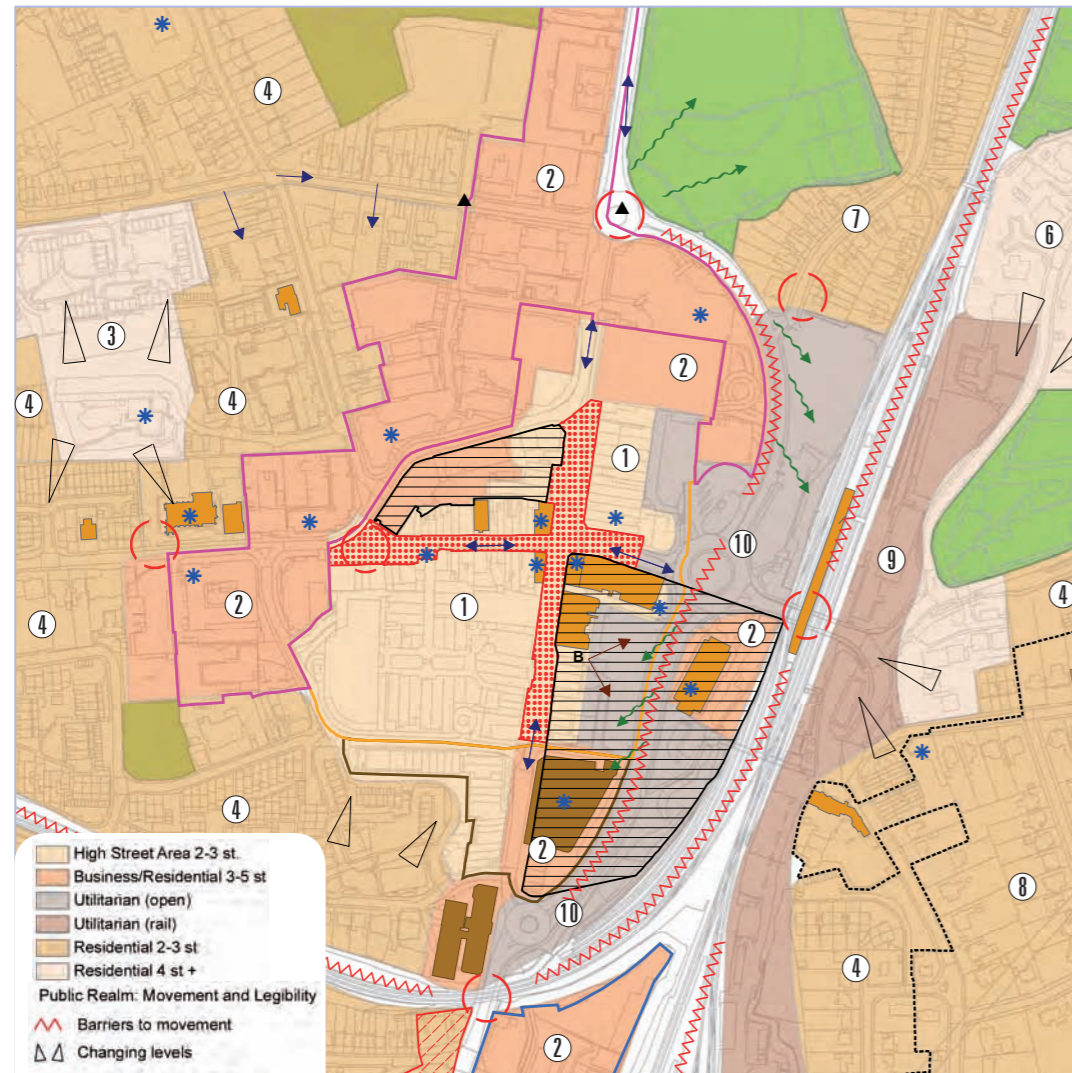 4
2
7
6
3
4
4
2
1
10
9
4
1
2
4
2
B
4
2
8
10
4
2
High Street Area 2-3 st.
Business/Residential 3-5 st
Utilitarian (open)
Utilitarian (rail)
Residential 2-3 st
Residential 4 st +
Public Realm: Movement and Legibility
Barriers to movement
Changing levels